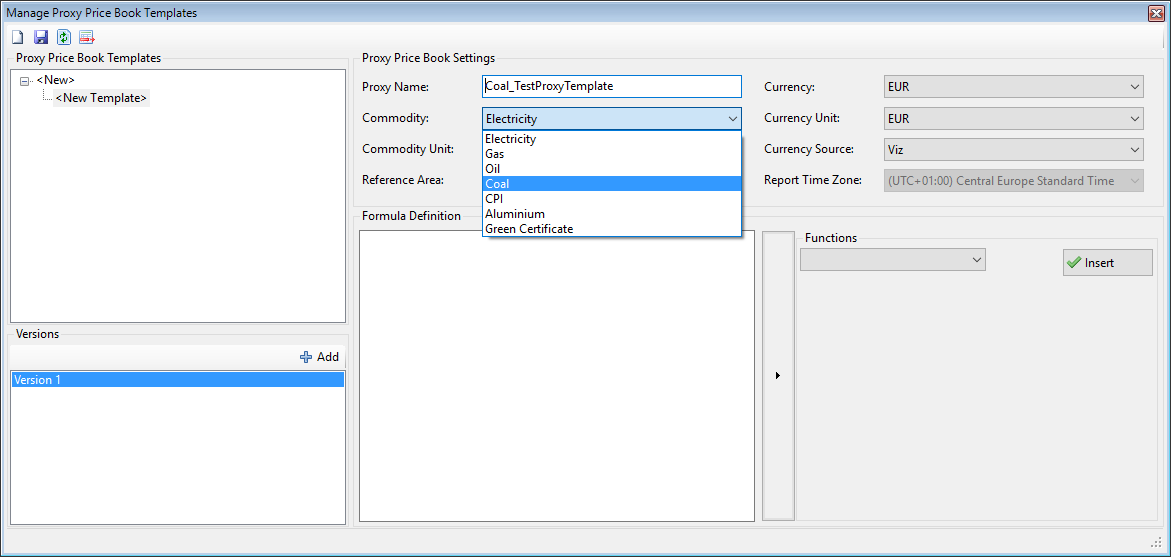 Manage Proxy Price Book Templates
Proxy Price Book Templates
<New>
<New Template>
Versions
Add
Version 1
Proxy Price Book Settings
Proxy Name:
Coal_TestProxyTemplate
Commodity:
Electricity
Electricity
Gas
Oil
Coal
CPI
Aluminium
Green Certificate
Commodity Unit:
Reference Area:
Currency:
EUR
Currency Unit:
EUR
Currency Source:
Viz
Report Time Zone:
(UTC+01:00) Central Europe Standard Time
Formula Definition
Functions
Insert